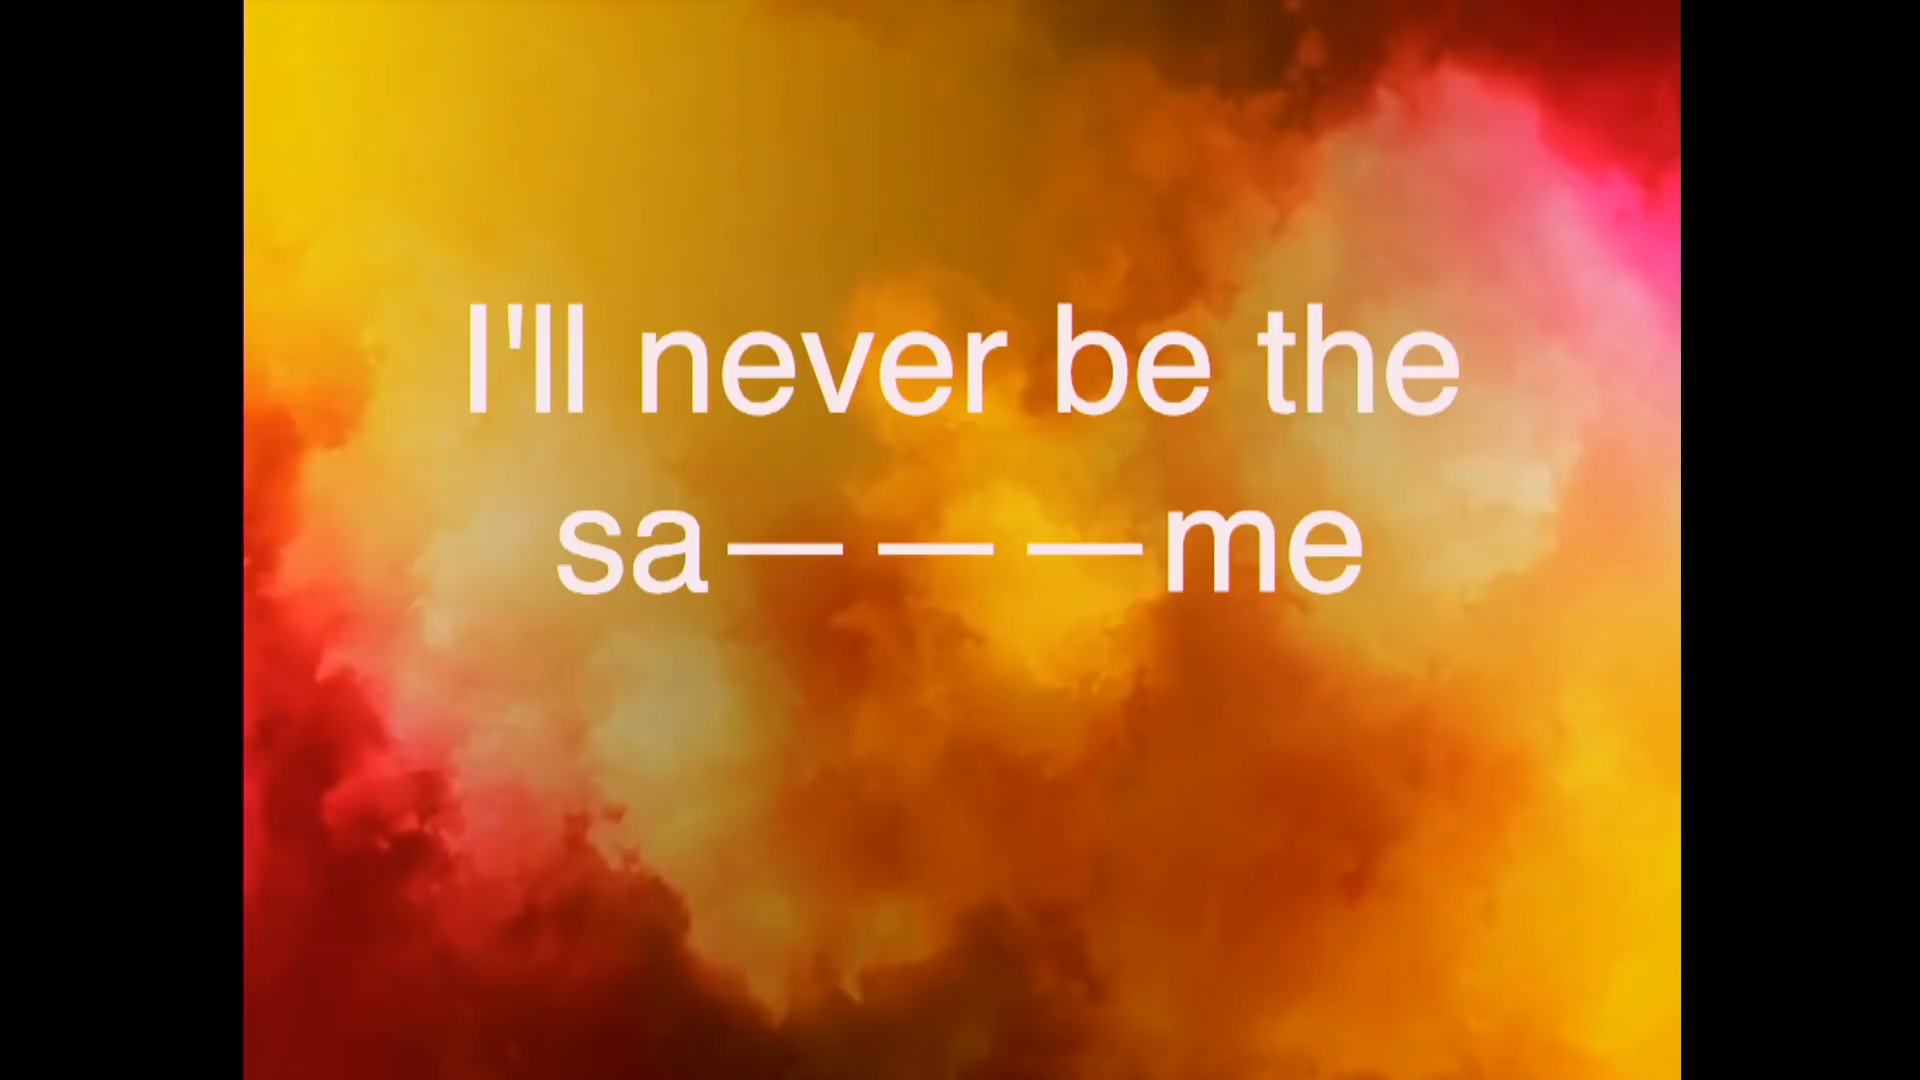 I'll never be the
sa— — —me